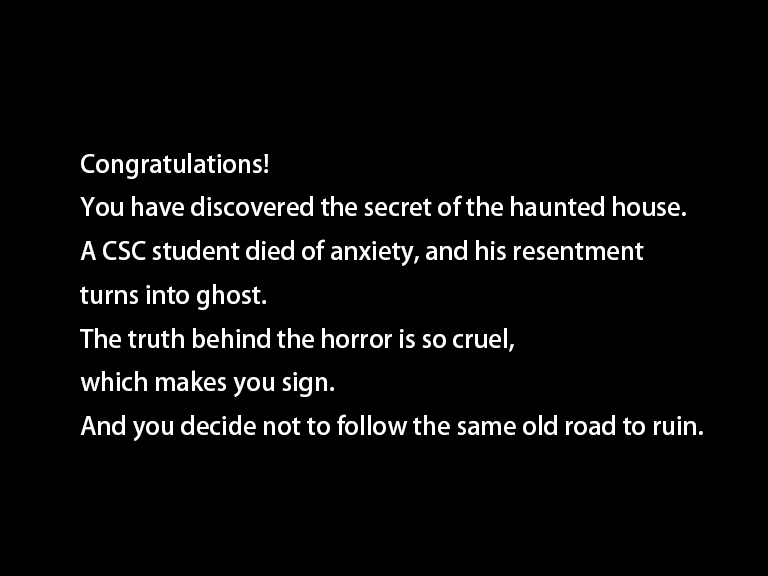 Congratulations!
You have discovered the secret of the haunted house.
A CSC student died of anxiety, and his resentment
turns into ghost.
The truth behind the horror is so cruel,
which makes you sign.
And you decide not to follow the same old road to ruin.